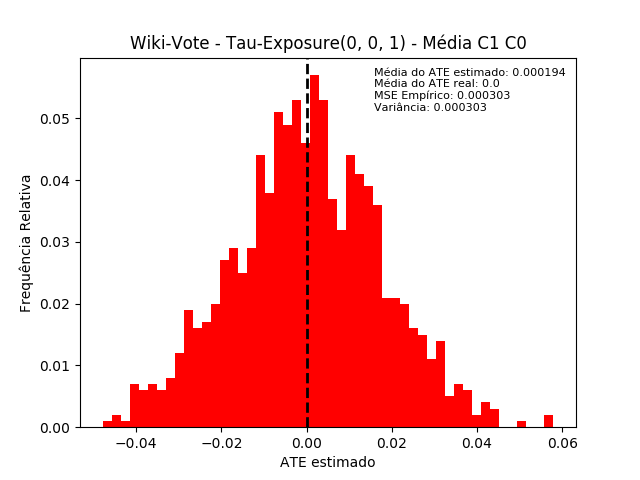 Wiki-Vote - Tau-Exposure(0, 0, 1) - Média C1 C0
Média do ATE estimado: 0.000194
Média do ATE real: 0.0
MSE Empírico: 0.000303
Variância: 0.000303
Frequência Relativa
0.05
0.04
0.03
0.02
0.01
0.00
−0.04 −0.02 0.00 0.02 0.04 0.06
ATE estimado